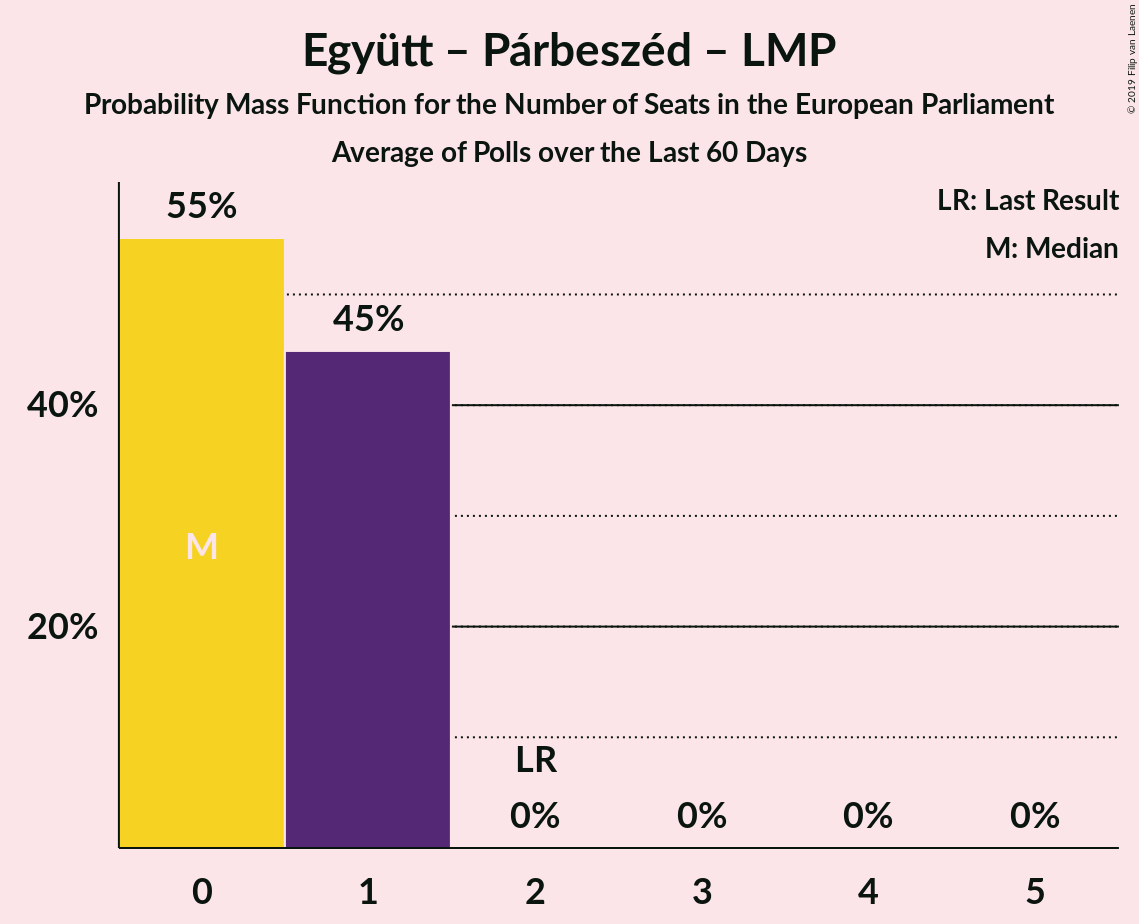 Együtt – Párbeszéd – LMP
Probability Mass Function for the Number of Seats in the European Parliament
Average of Polls over the Last 60 Days
© 2019 Filip van Laenen
LR: Last Result
M: Median
55%
45%
40%
M
20%
LR
0%
0%
0%
0%
0
1
2
3
4
5